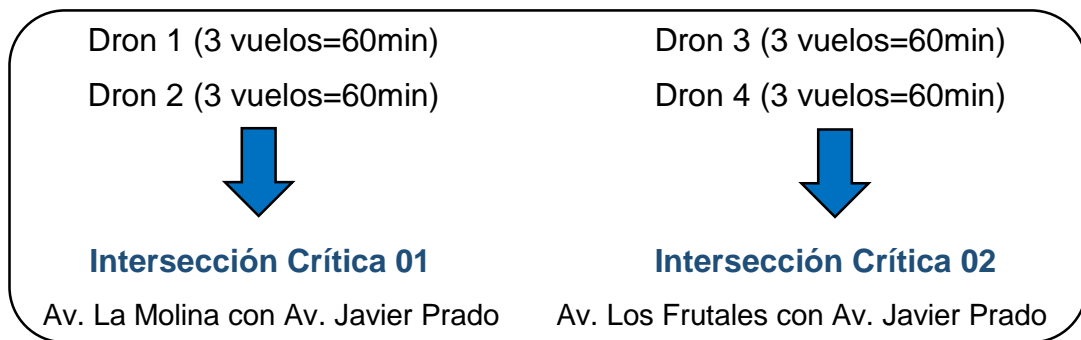 Dron 1 (3 vuelos=60min)
Dron 2 (3 vuelos=60min)
Intersección Crítica 01
Av. La Molina con Av. Javier Prado
Dron 3 (3 vuelos=60min)
Dron 4 (3 vuelos=60min)
Intersección Crítica 02
Av. Los Frutales con Av. Javier Prado